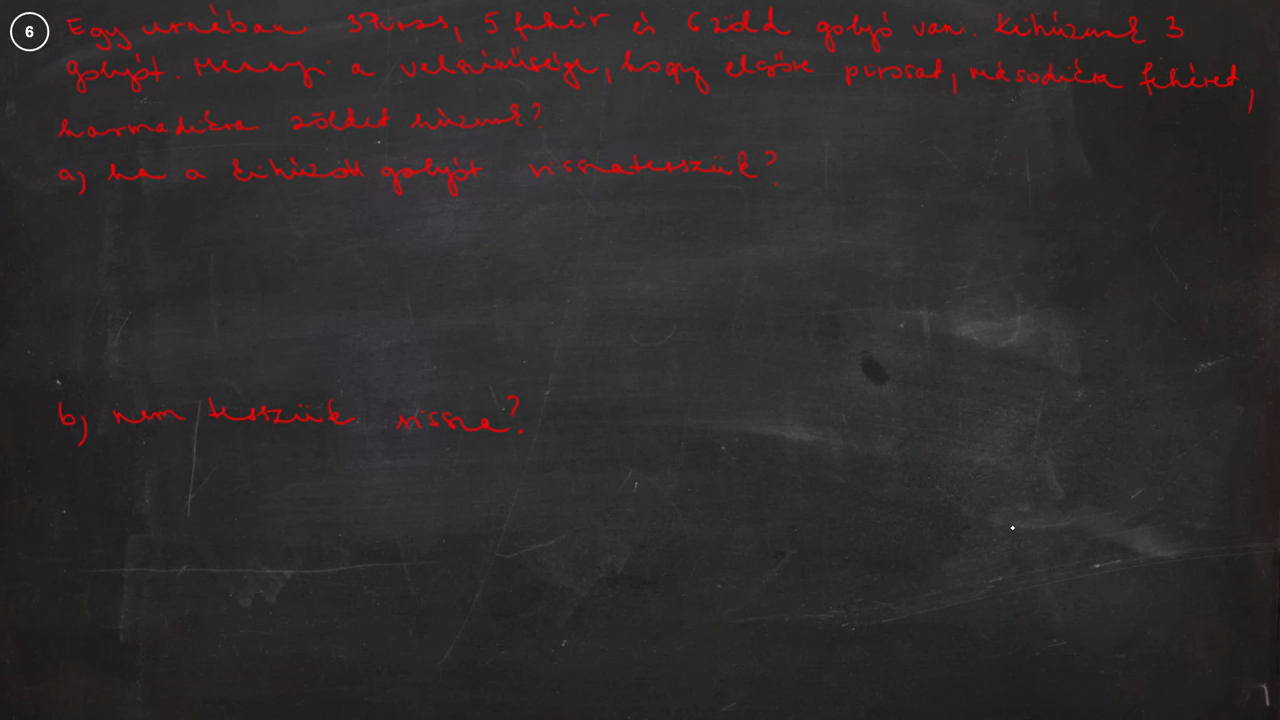 6
Egy urnában 3 piros, 5 fehér és 6 zöld golyó van. Kihúzunk 3
golyót. Mennyi a valószínűsége, hogy elsőre pirosat, másodikra fehéret,
harmadikra zöldet húzunk?
a) ha a kihúzott golyót visszatesszük?
b) nem tesszük vissza?